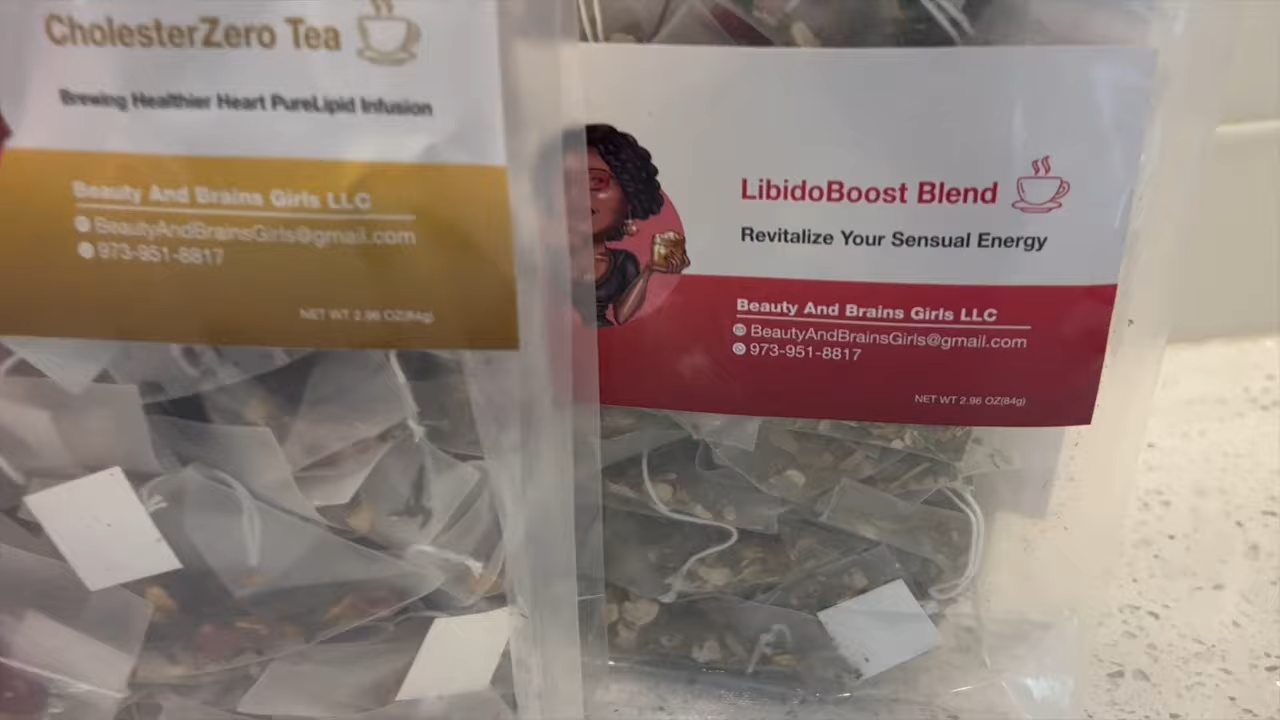 CholesterZero Tea
Brewing Healthier Heart PureLipid Infusion
Beauty And Brains Girls LLC
BeautyAndBrainsGirls@gmail.com
973-951-8817
NET WT 2.96 OZ(84g)
LibidoBoost Blend
Revitalize Your Sensual Energy
Beauty And Brains Girls LLC
BeautyAndBrainsGirls@gmail.com
973-951-8817
NET WT 2.96 OZ(84g)